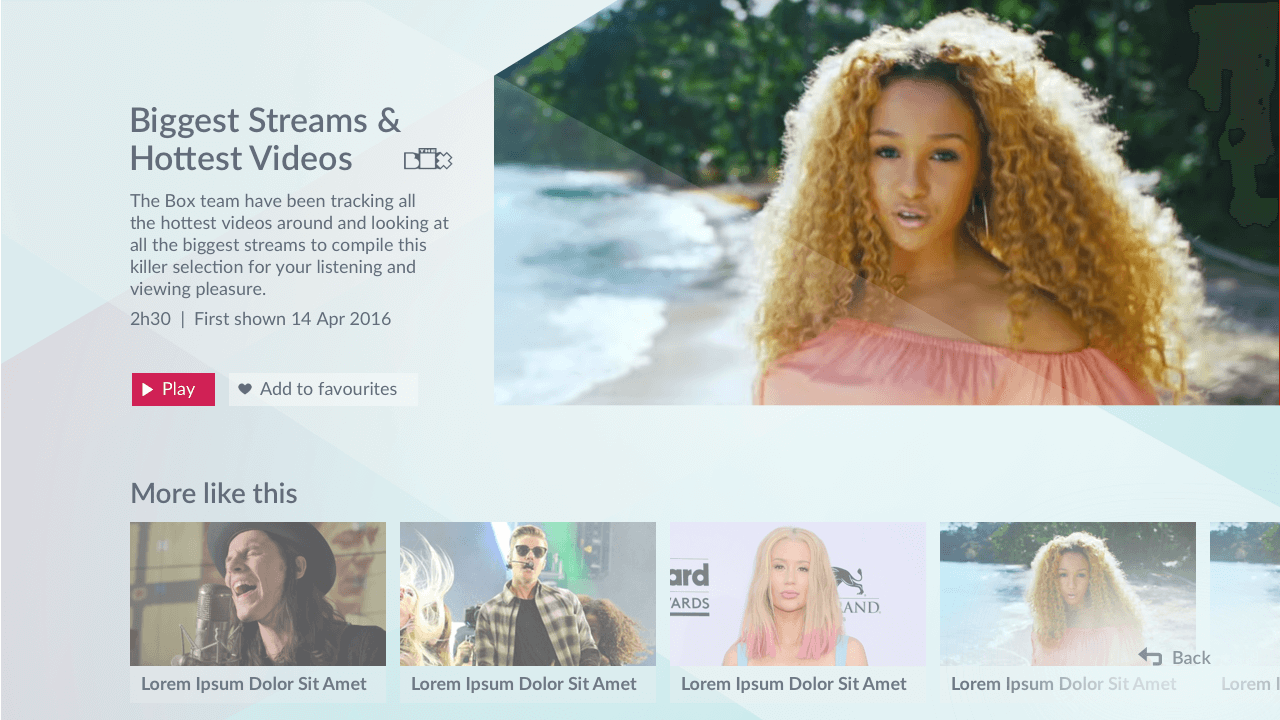 Biggest Streams &
Hottest Videos
The Box team have been tracking all
the hottest videos around and looking at
all the biggest streams to compile this
killer selection for your listening and
viewing pleasure.
2h30 | First shown 14 Apr 2016
Play
Add to favourites
More like this
ard
ARDS
AND
Lorem Ipsum Dolor Sit Amet
Lorem Ipsum Dolor Sit Amet
Lorem Ipsum Dolor Sit Amet
Lorem Ipsum Dolor Sit Amet
Lorem I
Back